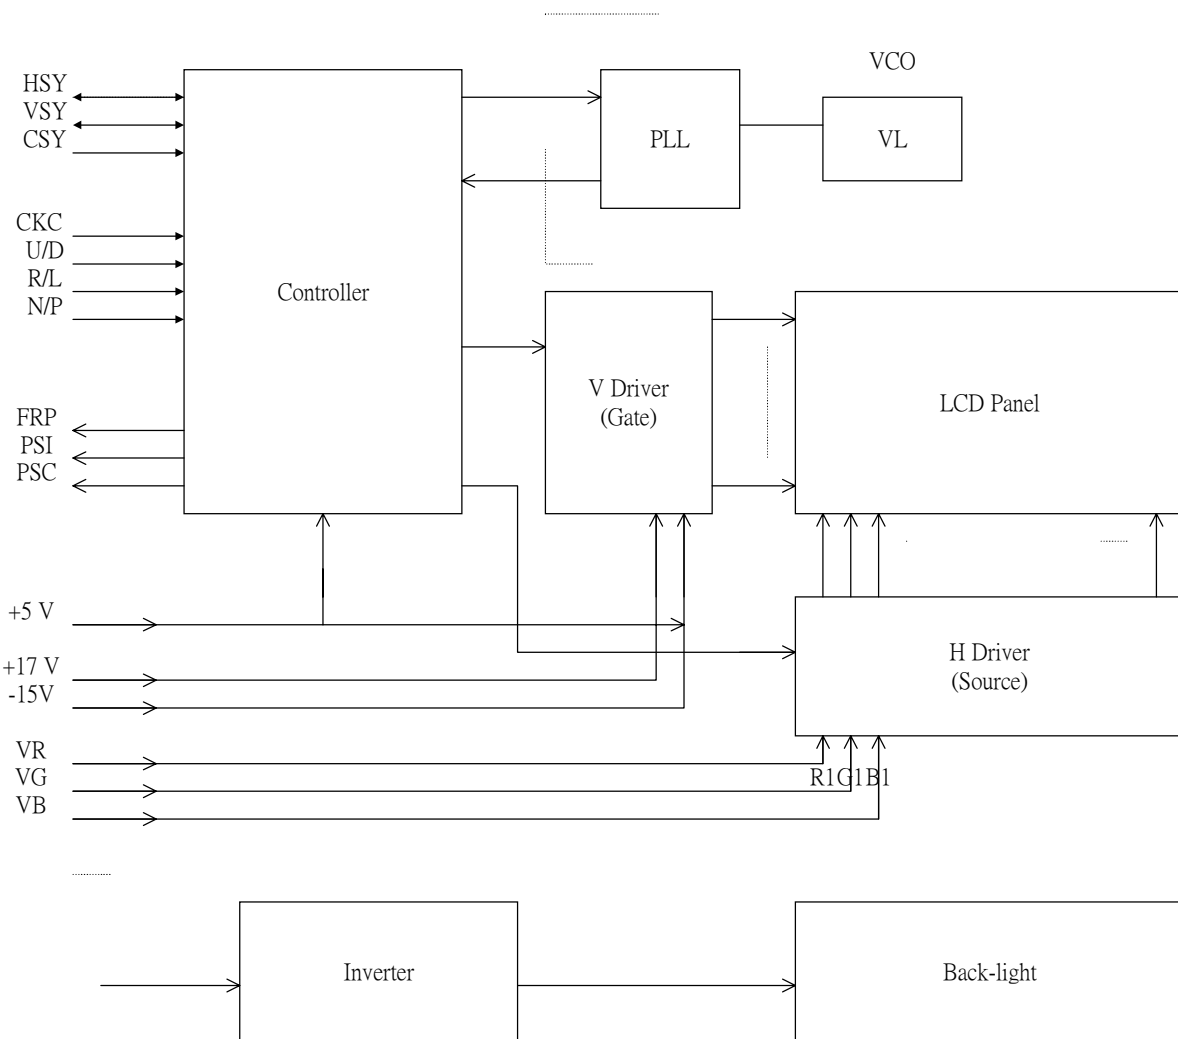 VCO
HSY
VSY
CSY
PLL
VL
CKC
U/D
R/L
N/P
Controller
V Driver
(Gate)
LCD Panel
FRP
PSI
PSC
+5 V
+17 V
-15V
H Driver
(Source)
VR
VG
VB
R1G1B1
Inverter
Back-light